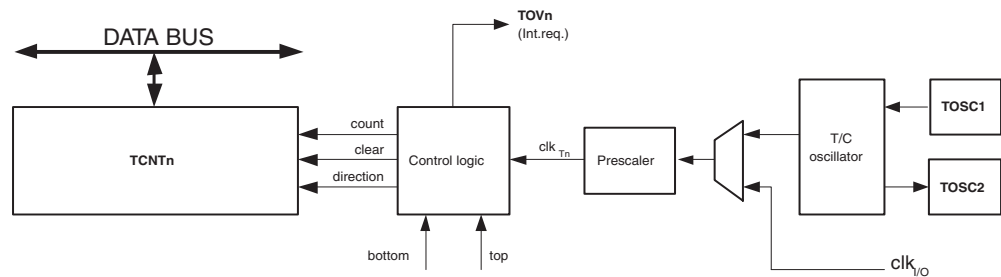 TOVn
(Int.req.)
DATA BUS
TCNTn
count
clear
direction
Control logic
clkTn
Prescaler
T/C
oscillator
TOSC1
TOSC2
bottom
top
clkI/O